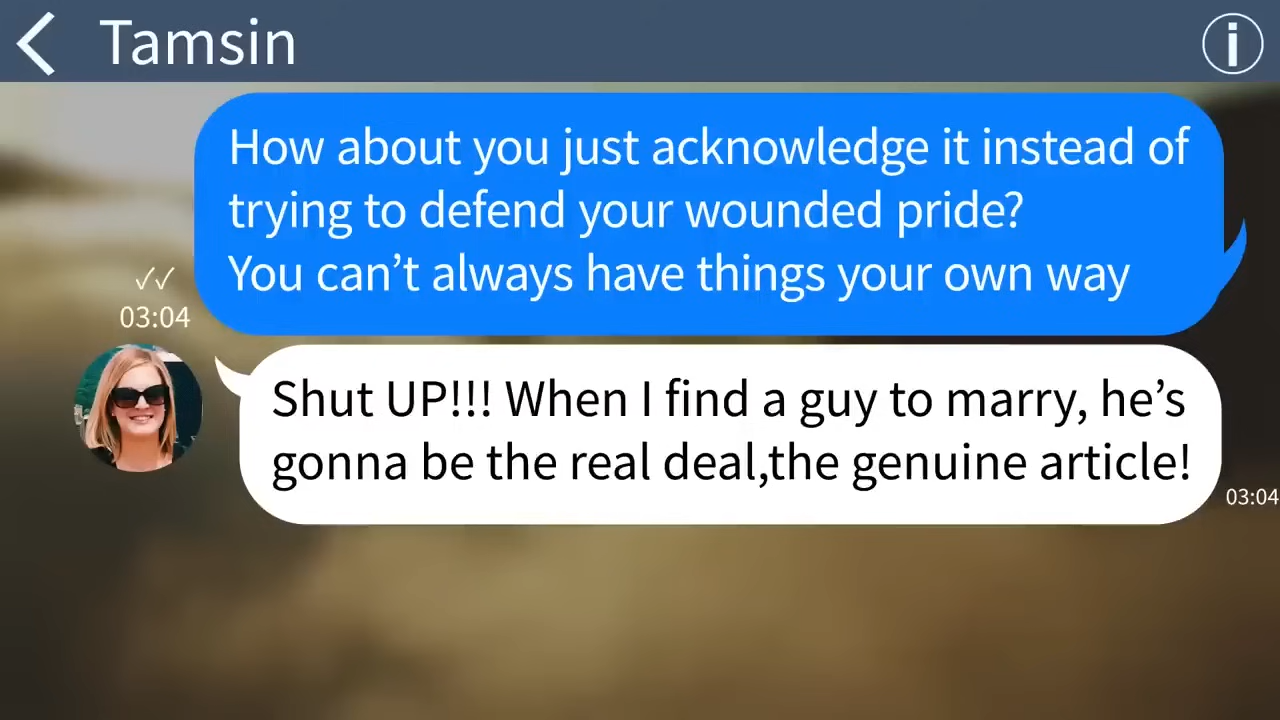 Tamsin
How about you just acknowledge it instead of
trying to defend your wounded pride?
You can’t always have things your own way
03:04
Shut UP!!! When I find a guy to marry, he’s
gonna be the real deal,the genuine article!
03:04